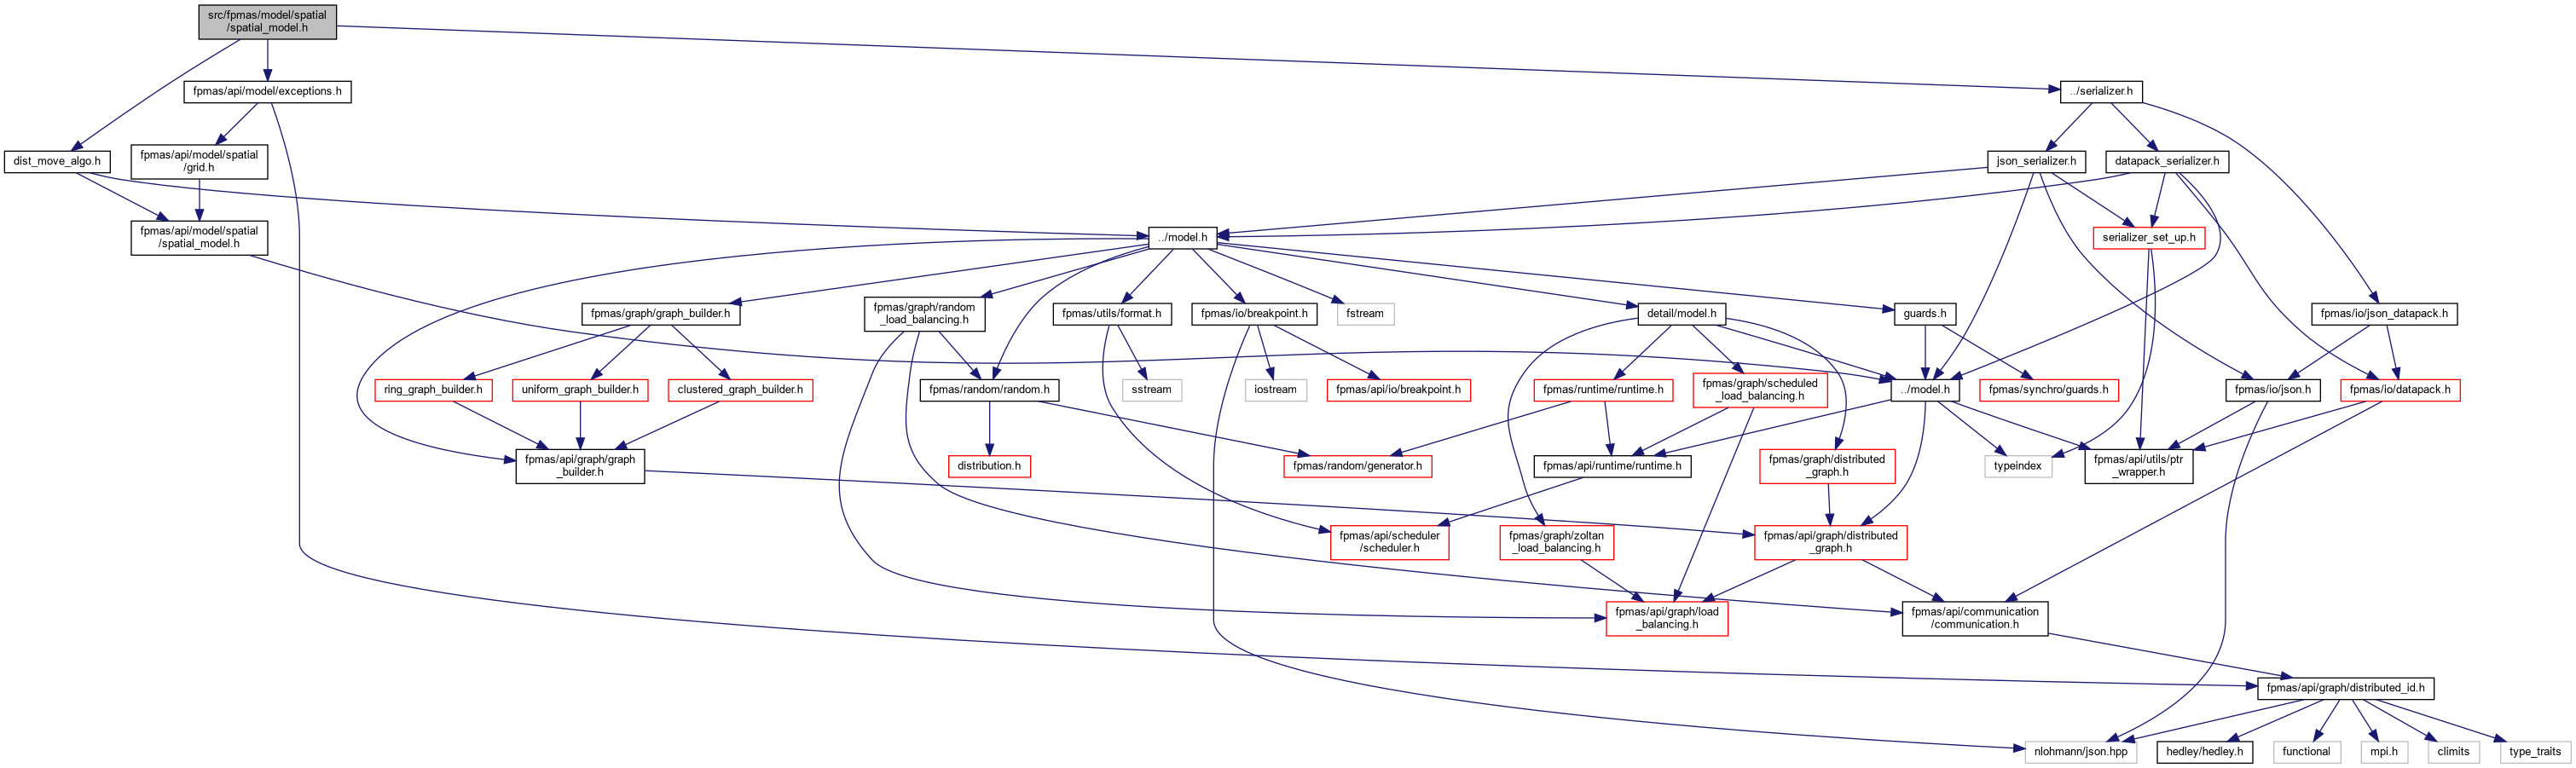 src/fpmas/model/spatial
/spatial_model.h
fpmas/api/model/exceptions.h
../serializer.h
dist_move_algo.h
fpmas/api/model/spatial
/grid.h
json_serializer.h
datapack_serializer.h
fpmas/api/model/spatial
/spatial_model.h
../model.h
serializer_set_up.h
fpmas/graph/graph_builder.h
fpmas/graph/random
_load_balancing.h
fpmas/utils/format.h
fpmas/io/breakpoint.h
fstream
detail/model.h
guards.h
fpmas/io/json_datapack.h
ring_graph_builder.h
uniform_graph_builder.h
clustered_graph_builder.h
fpmas/random/random.h
sstream
iostream
fpmas/api/io/breakpoint.h
fpmas/runtime/runtime.h
fpmas/graph/scheduled
_load_balancing.h
../model.h
fpmas/synchro/guards.h
fpmas/io/json.h
fpmas/io/datapack.h
fpmas/api/graph/graph
_builder.h
distribution.h
fpmas/random/generator.h
fpmas/api/runtime/runtime.h
fpmas/graph/distributed
_graph.h
typeindex
fpmas/api/utils/ptr
_wrapper.h
fpmas/api/scheduler
/scheduler.h
fpmas/graph/zoltan
_load_balancing.h
fpmas/api/graph/distributed
_graph.h
fpmas/api/graph/load
_balancing.h
fpmas/api/communication
/communication.h
fpmas/api/graph/distributed_id.h
nlohmann/json.hpp
hedley/hedley.h
functional
mpi.h
climits
type_traits